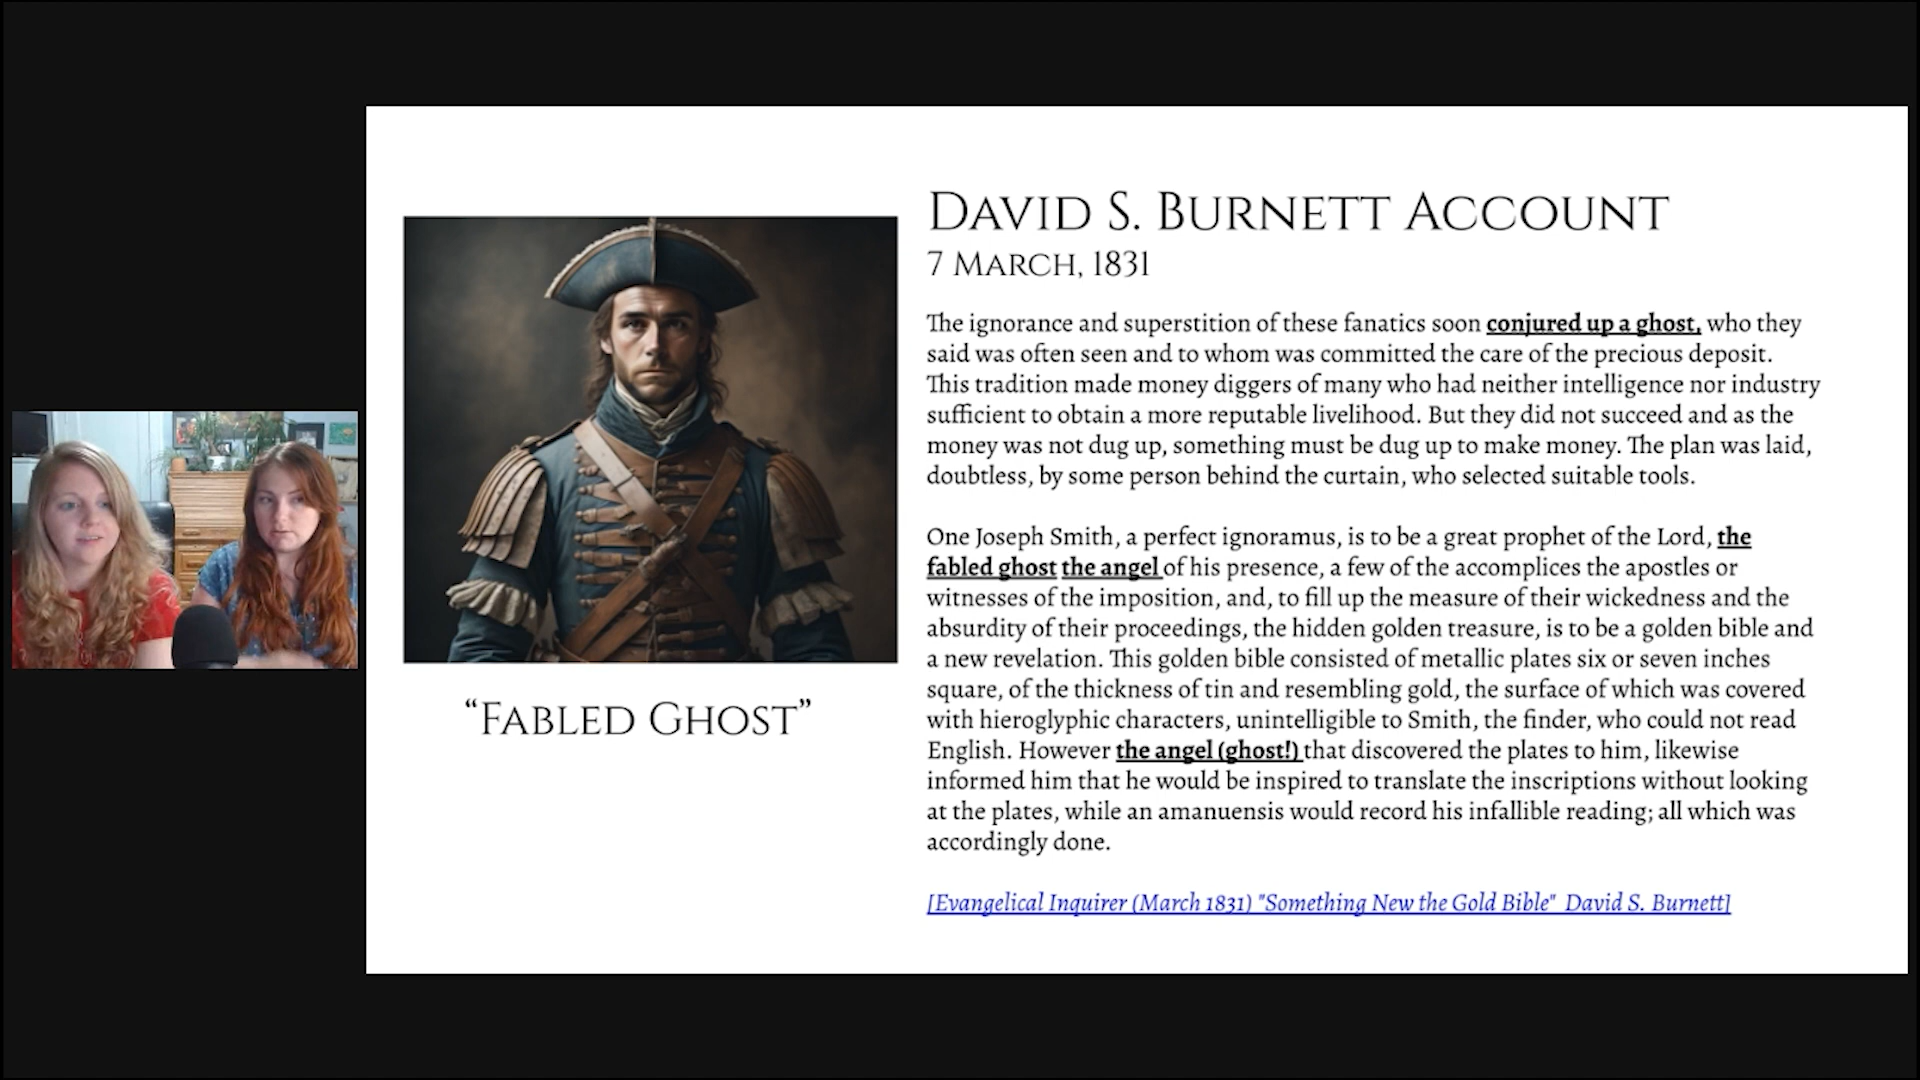 DAVID S. BURNETT ACCOUNT
7 MARCH, 1831
The ignorance and superstition of these fanatics soon conjured up a ghost, who they
said was often seen and to whom was committed the care of the precious deposit.
This tradition made money diggers of many who had neither intelligence nor industry
sufficient to obtain a more reputable livelihood. But they did not succeed and as the
money was not dug up, something must be dug up to make money. The plan was laid,
doubtless, by some person behind the curtain, who selected suitable tools.
One Joseph Smith, a perfect ignoramus, is to be a great prophet of the Lord, the
fabled ghost the angel of his presence, a few of the accomplices the apostles or
witnesses of the imposition, and, to fill up the measure of their wickedness and the
absurdity of their proceedings, the hidden golden treasure, is to be a golden bible and
a new revelation. This golden bible consisted of metallic plates six or seven inches
square, of the thickness of tin and resembling gold, the surface of which was covered
with hieroglyphic characters, unintelligible to Smith, the finder, who could not read
English. However the angel (ghost!) that discovered the plates to him, likewise
informed him that he would be inspired to translate the inscriptions without looking
at the plates, while an amanuensis would record his infallible reading; all which was
accordingly done.
[Evangelical Inquirer (March 1831) "Something New the Gold Bible" David S. Burnett]
“FABLED GHOST”